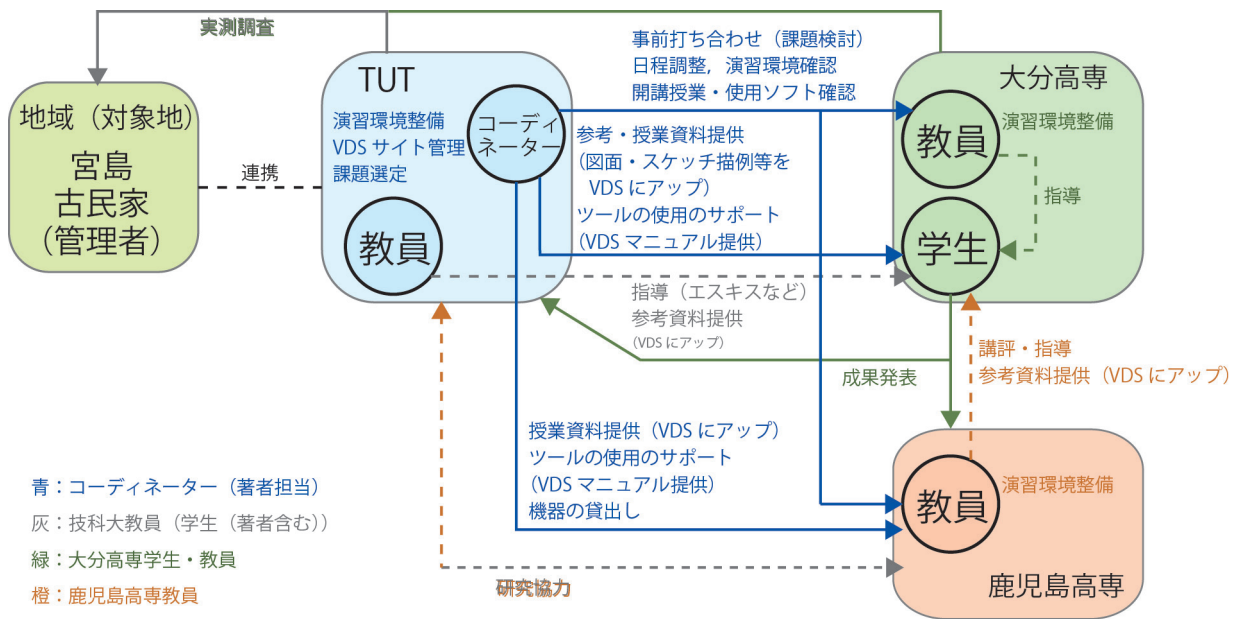 実測調査
地域（対象地）
宮島
古民家
（管理者）
連携
TUT
演習環境整備
VDS サイト管理
課題選定
コーディ
ネーター
教員
事前打ち合わせ（課題検討）
日程調整，演習環境確認
開講授業・使用ソフト確認
参考・授業資料提供
（図面・スケッチ描例等を
VDS にアップ）
ツールの使用のサポート
（VDS マニュアル提供）
指導（エスキスなど）
参考資料提供
（VDS にアップ）
大分高専
教員
演習環境整備
指導
学生
成果発表
講評・指導
参考資料提供（VDS にアップ）
授業資料提供（VDS にアップ）
ツールの使用のサポート
（VDS マニュアル提供）
機器の貸出し
教員
演習環境整備
鹿児島高専
研究協力
青：コーディネーター（著者担当）
灰：技科大教員（学生（著者含む））
緑：大分高専学生・教員
橙：鹿児島高専教員